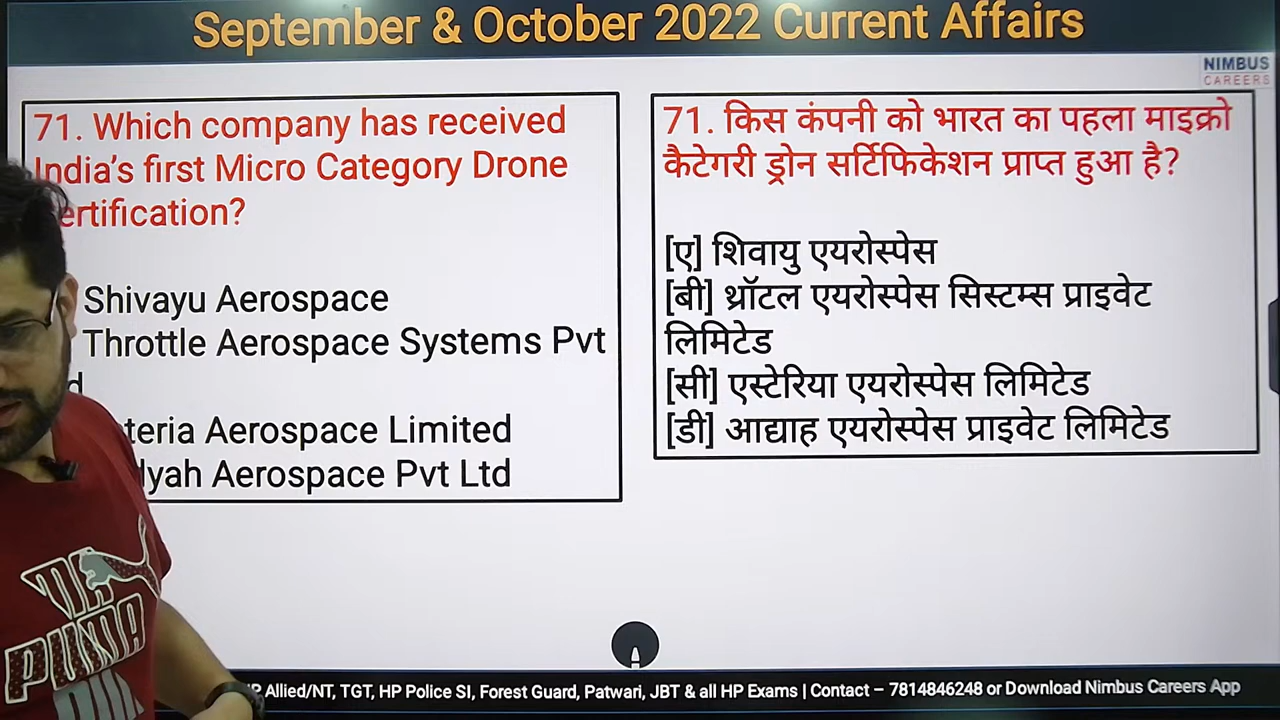 September & October 2022 Current Affairs
NIMBUS
CAREERS
71. Which company has received
India's first Micro Category Drone
ertification?
Shivayu Aerospace
Throttle Aerospace Systems Pvt
d
teria Aerospace Limited
yah Aerospace Pvt Ltd
71. किस कंपनी को भारत का पहला माइक्रो
कैटेगरी ड्रोन सर्टिफिकेशन प्राप्त हुआ है?
[ए] शिवायु एयरोस्पेस
[बी] थ्रॉटल एयरोस्पेस सिस्टम्स प्राइवेट
लिमिटेड
[सी] एस्टेरिया एयरोस्पेस लिमिटेड
[डी] आद्याह एयरोस्पेस प्राइवेट लिमिटेड
PUMA
P Allied/NT, TGT, HP Police SI, Forest Guard, Patwari, JBT & all HP Exams | Contact – 7814846248 or Download Nimbus Careers App